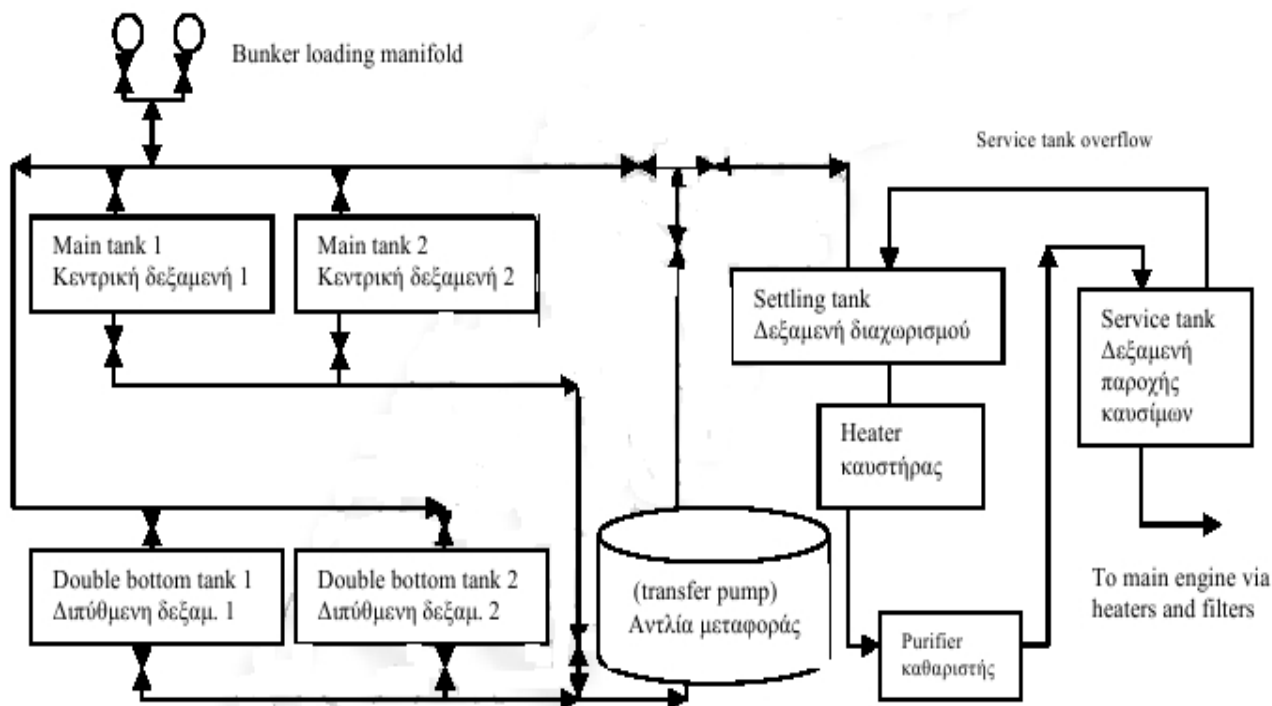 Bunker loading manifold
Service tank overflow
Main tank 1
Κεντρική δεξαμενή 1
Main tank 2
Κεντρική δεξαμενή 2
Settling tank
Δεξαμενή διαχωρισμού
Service tank
Δεξαμενή
παροχής
καυσίμων
Heater
καυστήρας
Double bottom tank 1
Διπύθμενη δεξαμ. 1
Double bottom tank 2
Διπύθμενη δεξαμ. 2
(transfer pump)
Αντλία μεταφοράς
To main engine via
heaters and filters
Purifier
καθαριστής